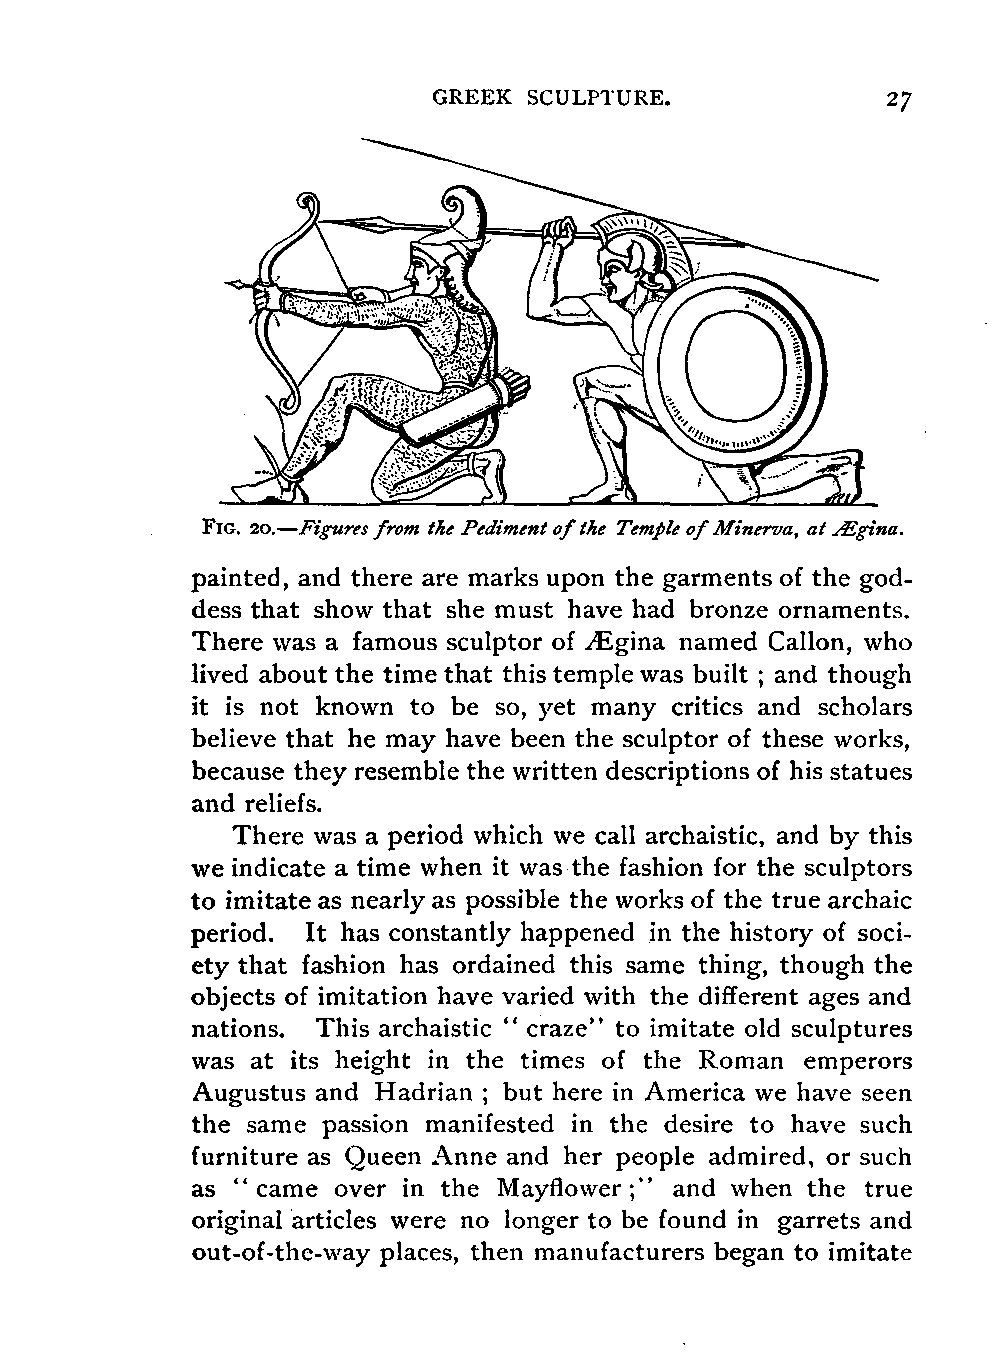 GREEK SCULPTURE. 27
FIG. 20.—Figures from the Pediment of the Temple of Minerva, at Ægina.
painted, and there are marks upon the garments of the god-
dess that show that she must have had bronze ornaments.
There was a famous sculptor of Ægina named Callon, who
lived about the time that this temple was built ; and though
it is not known to be so, yet many critics and scholars
believe that he may have been the sculptor of these works,
because they resemble the written descriptions of his statues
and reliefs.
There was a period which we call archaistic, and by this
we indicate a time when it was the fashion for the sculptors
to imitate as nearly as possible the works of the true archaic
period. It has constantly happened in the history of soci-
ety that fashion has ordained this same thing, though the
objects of imitation have varied with the different ages and
nations. This archaistic “ craze” to imitate old sculptures
was at its height in the times of the Roman emperors
Augustus and Hadrian ; but here in America we have seen
the same passion manifested in the desire to have such
furniture as Queen Anne and her people admired, or such
as “ came over in the Mayflower ;” and when the true
original articles were no longer to be found in garrets and
out-of-the-way places, then manufacturers began to imitate